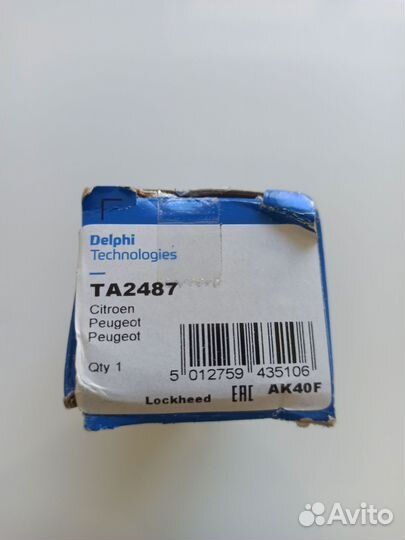 F
Delphi
Technologies
TA2487
Citroen
Peugeot
Peugeot
Qty 1
5 012759 435106
Lockheed EAC AK40F
Avito